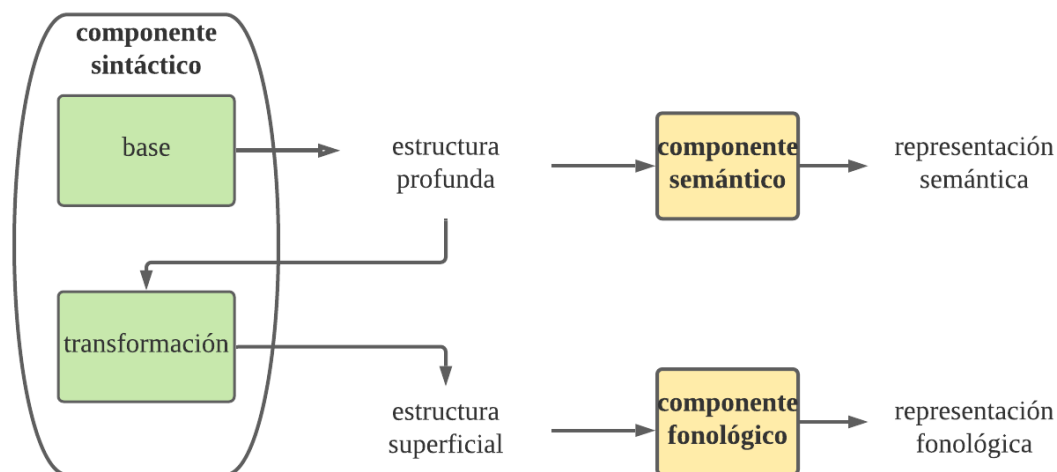 componente
sintáctico
base
estructura
profunda
componente
semántico
representación
semántica
transformación
estructura
superficial
componente
fonológico
representación
fonológica